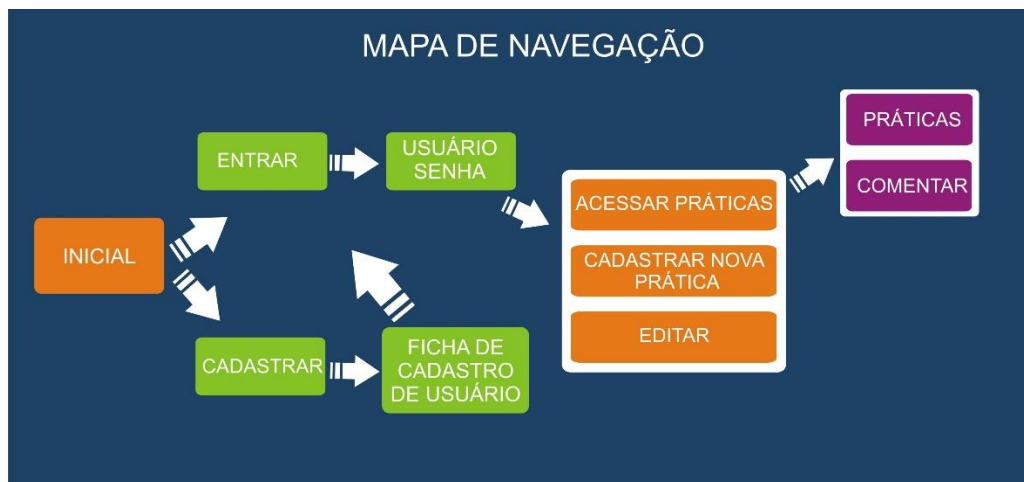 MAPA DE NAVEGAÇÃO
INICIAL
ENTRAR
USUÁRIO
SENHA
CADASTRAR
FICHA DE
CADASTRO
DE USUÁRIO
ACESSAR PRÁTICAS
CADASTRAR NOVA
PRÁTICA
EDITAR
PRÁTICAS
COMENTAR